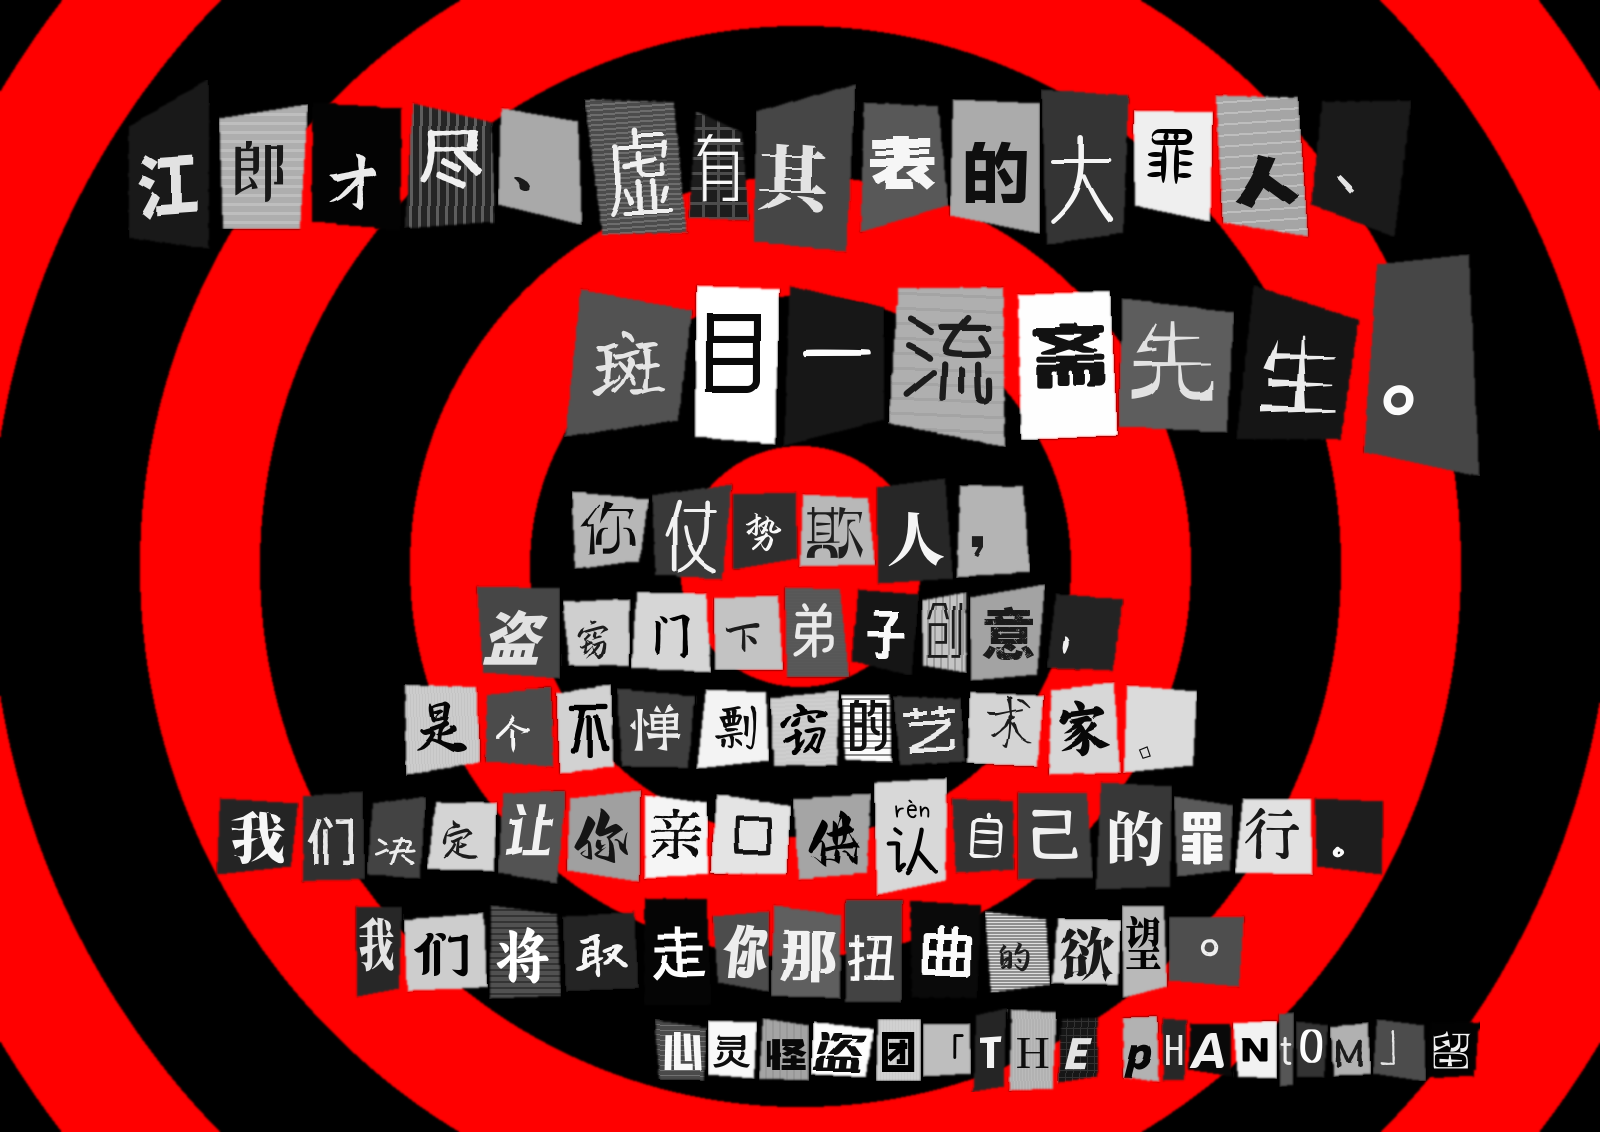 江郎才尽、虚有其表的大罪人、
斑目一流斋先生。
你仗势欺人，
盗窃门下弟子创意，
是个不惮剽窃的艺术家。
我们决定让你亲口供rèn认自己的罪行。
我们将取走你那扭曲的欲望。
心灵怪盗团「THE pHANtOM」留